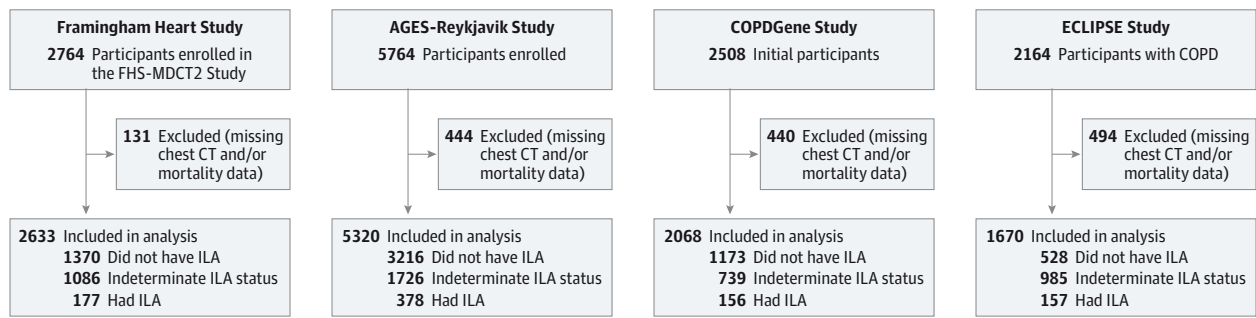 Framingham Heart Study
2764 Participants enrolled in
the FHS-MDCT2 Study
131 Excluded (missing
chest CT and/or
mortality data)
2633 Included in analysis
1370 Did not have ILA
1086 Indeterminate ILA status
177 Had ILA
AGES-Reykjavik Study
5764 Participants enrolled
444 Excluded (missing
chest CT and/or
mortality data)
5320 Included in analysis
3216 Did not have ILA
1726 Indeterminate ILA status
378 Had ILA
COPDGene Study
2508 Initial participants
440 Excluded (missing
chest CT and/or
mortality data)
2068 Included in analysis
1173 Did not have ILA
739 Indeterminate ILA status
156 Had ILA
ECLIPSE Study
2164 Participants with COPD
494 Excluded (missing
chest CT and/or
mortality data)
1670 Included in analysis
528 Did not have ILA
985 Indeterminate ILA status
157 Had ILA